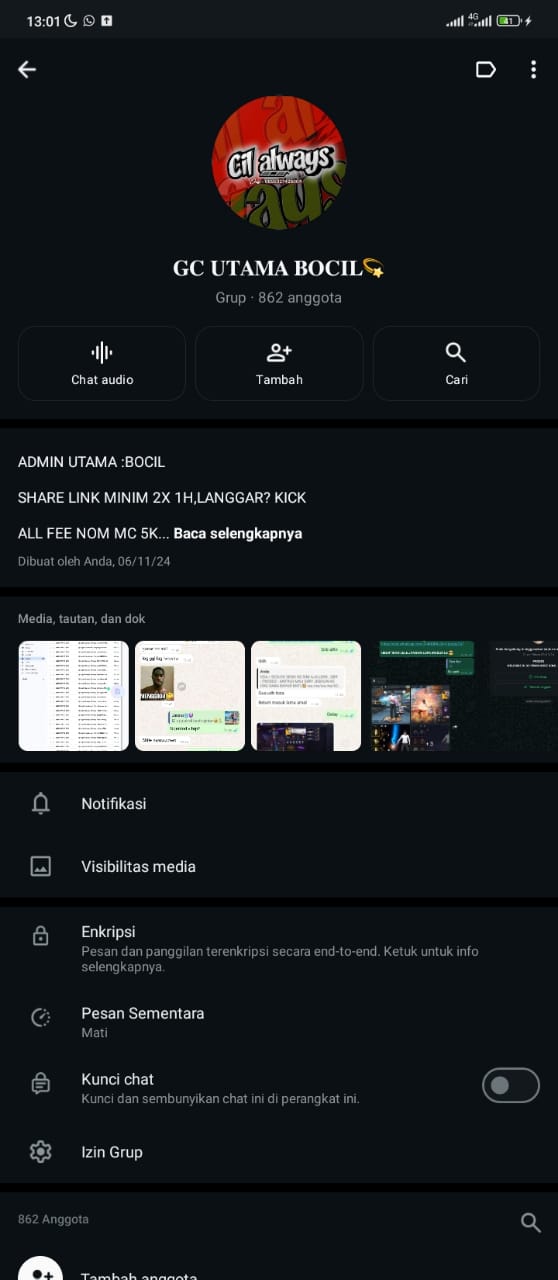 13:01
4G
41
Cil always
GC UTAMA BOCIL💫
Grup · 862 anggota
Chat audio
Tambah
Cari
ADMIN UTAMA :BOCIL
SHARE LINK MINIM 2X 1H,LANGGAR? KICK
ALL FEE NOM MC 5K... Baca selengkapnya
Dibuat oleh Anda, 06/11/24
Media, tautan, dan dok
+3
Notifikasi
Visibilitas media
Enkripsi
Pesan dan panggilan terenkripsi secara end-to-end. Ketuk untuk info
selengkapnya.
Pesan Sementara
Mati
Kunci chat
Kunci dan sembunyikan chat ini di perangkat ini.
Izin Grup
862 Anggota
Tambah anggota